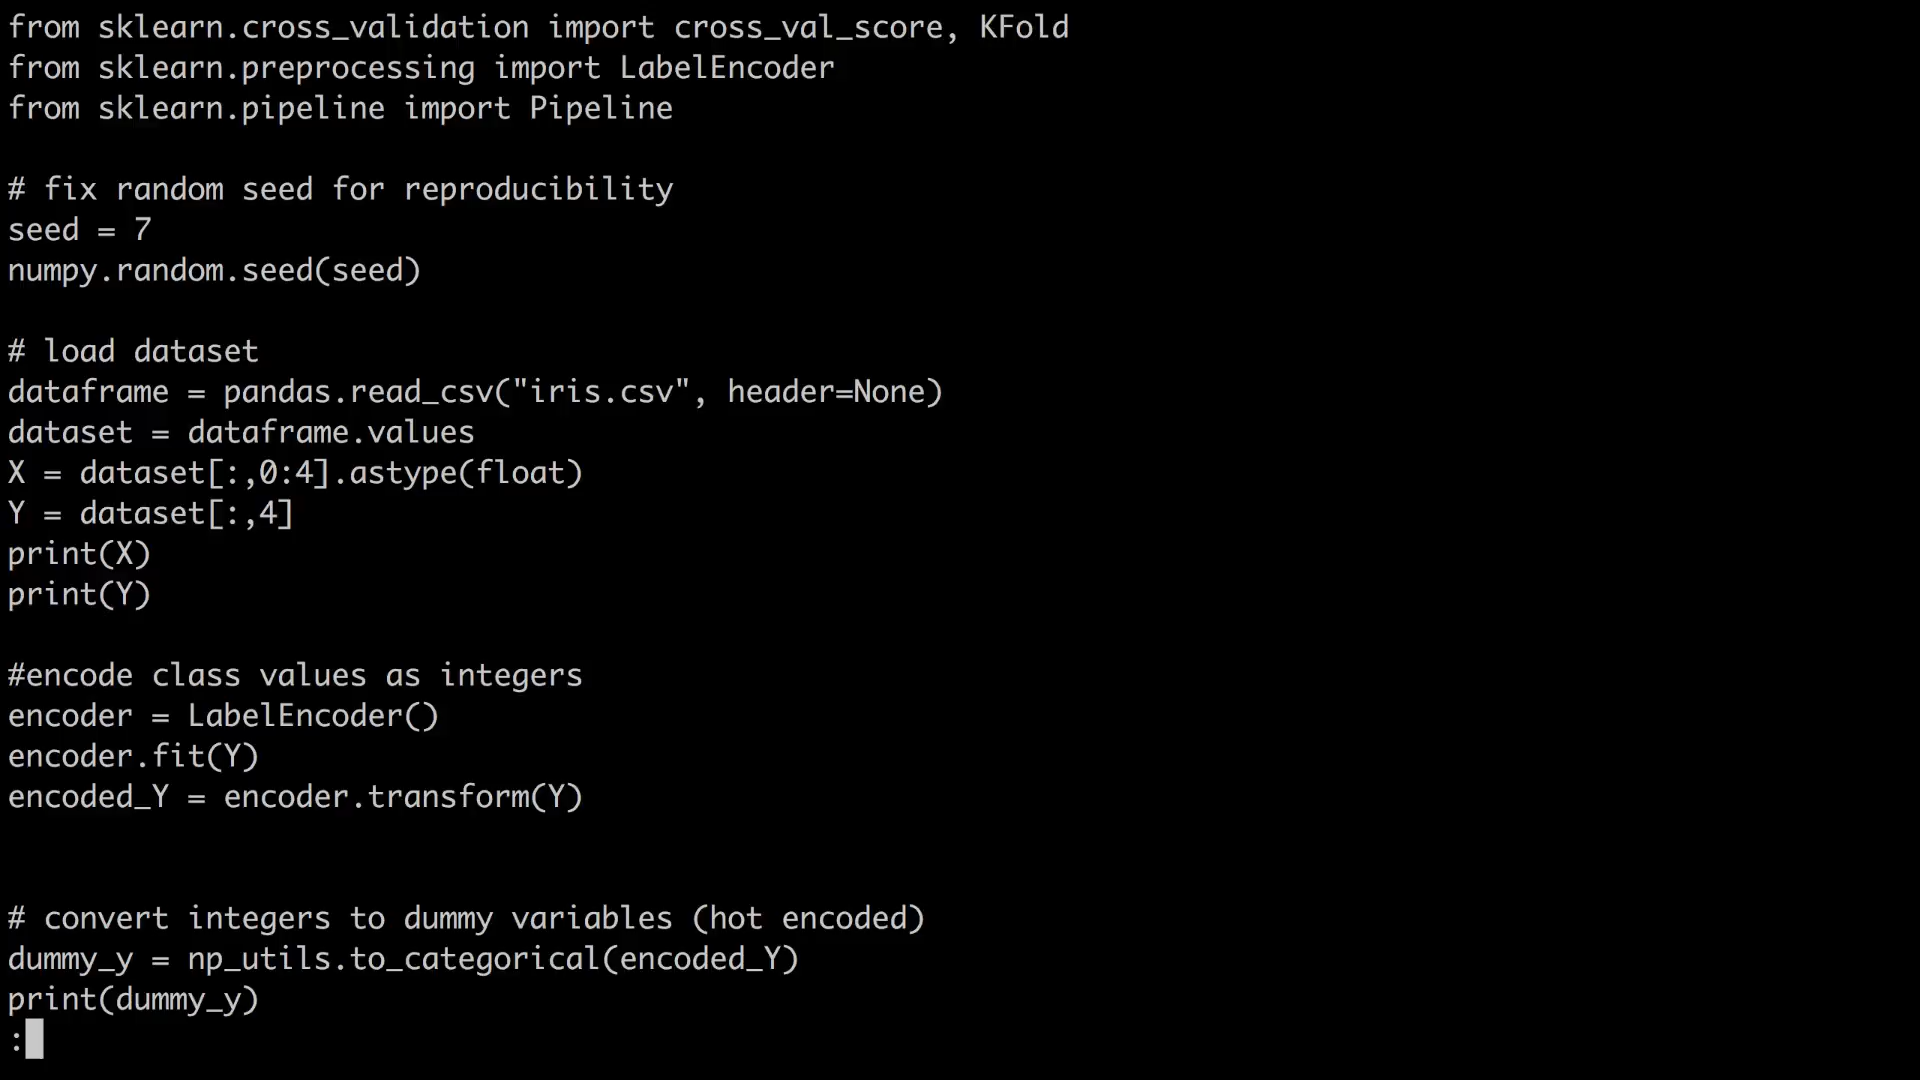 from sklearn.cross_validation import cross_val_score, KFold
from sklearn.preprocessing import LabelEncoder
from sklearn.pipeline import Pipeline
# fix random seed for reproducibility
seed = 7
numpy.random.seed(seed)
# load dataset
dataframe = pandas.read_csv("iris.csv", header=None)
dataset = dataframe.values
X = dataset[:,0:4].astype(float)
Y = dataset[:,4]
print(X)
print(Y)
#encode class values as integers
encoder = LabelEncoder()
encoder.fit(Y)
encoded_Y = encoder.transform(Y)
# convert integers to dummy variables (hot encoded)
dummy_y = np_utils.to_categorical(encoded_Y)
print(dummy_y)
: